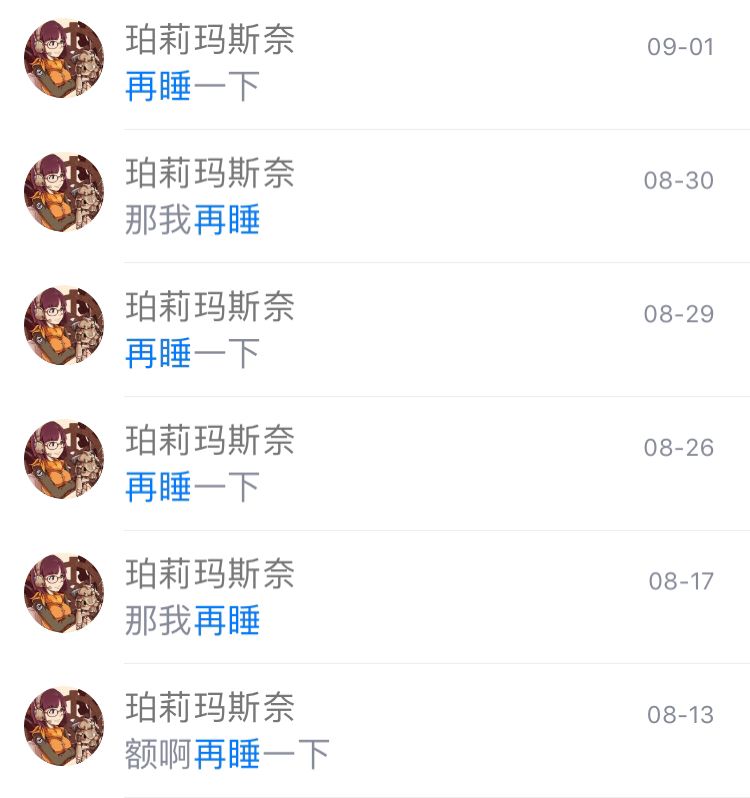 珀莉玛斯奈
09-01
再睡一下
珀莉玛斯奈
08-30
那我再睡
珀莉玛斯奈
08-29
再睡一下
珀莉玛斯奈
08-26
再睡一下
珀莉玛斯奈
08-17
那我再睡
珀莉玛斯奈
08-13
额啊再睡一下